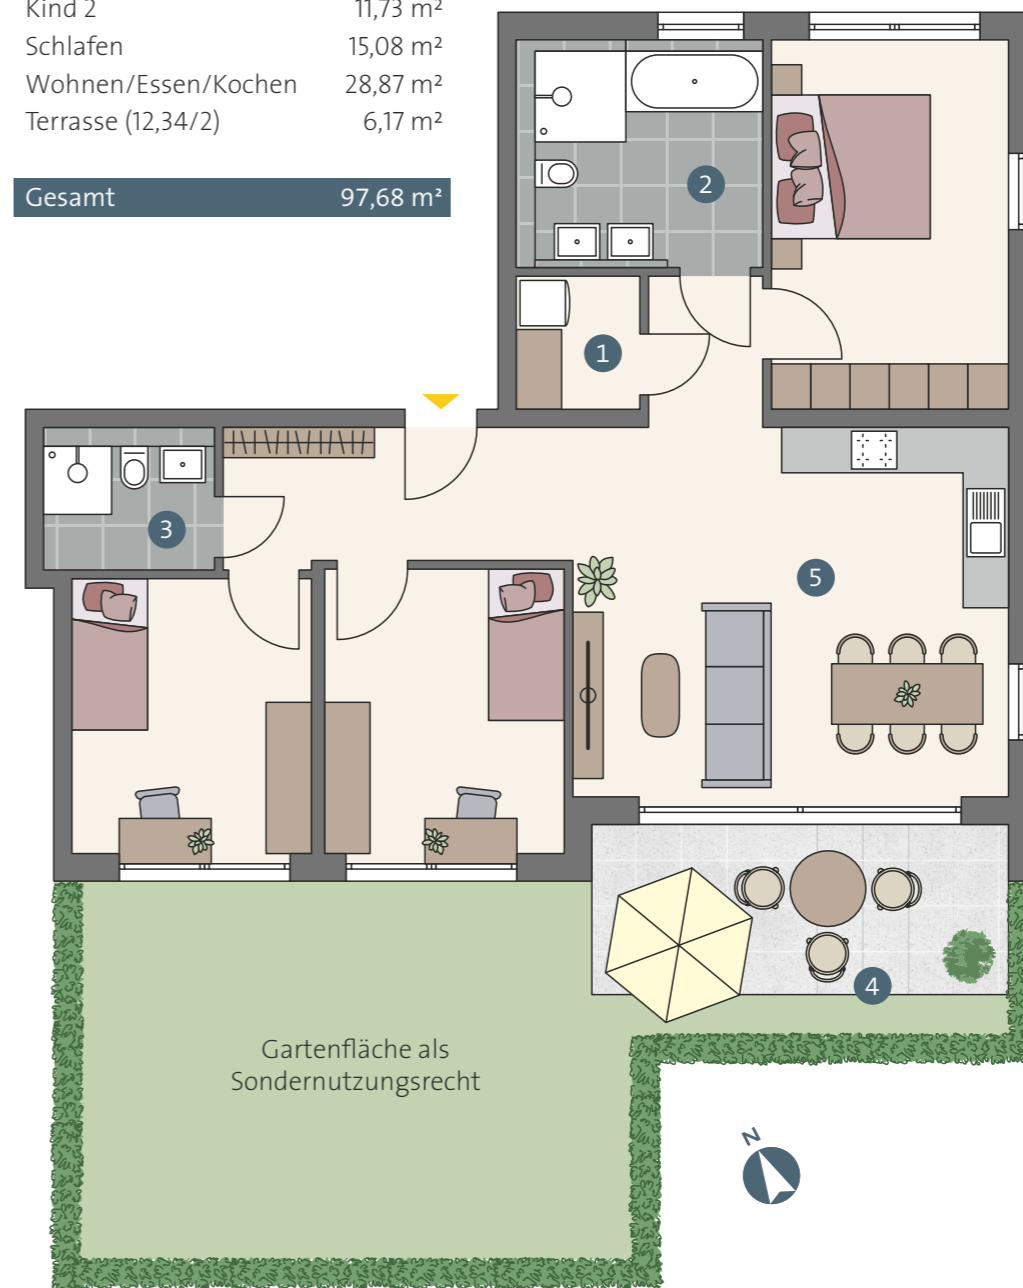 Kind 2 11,73 m²
Schlafen 15,08 m²
Wohnen/Essen/Kochen 28,87 m²
Terrasse (12,34/2) 6,17 m²
Gesamt 97,68 m²
2
1
3
5
4
Gartenfläche als
Sondernutzungsrecht
N